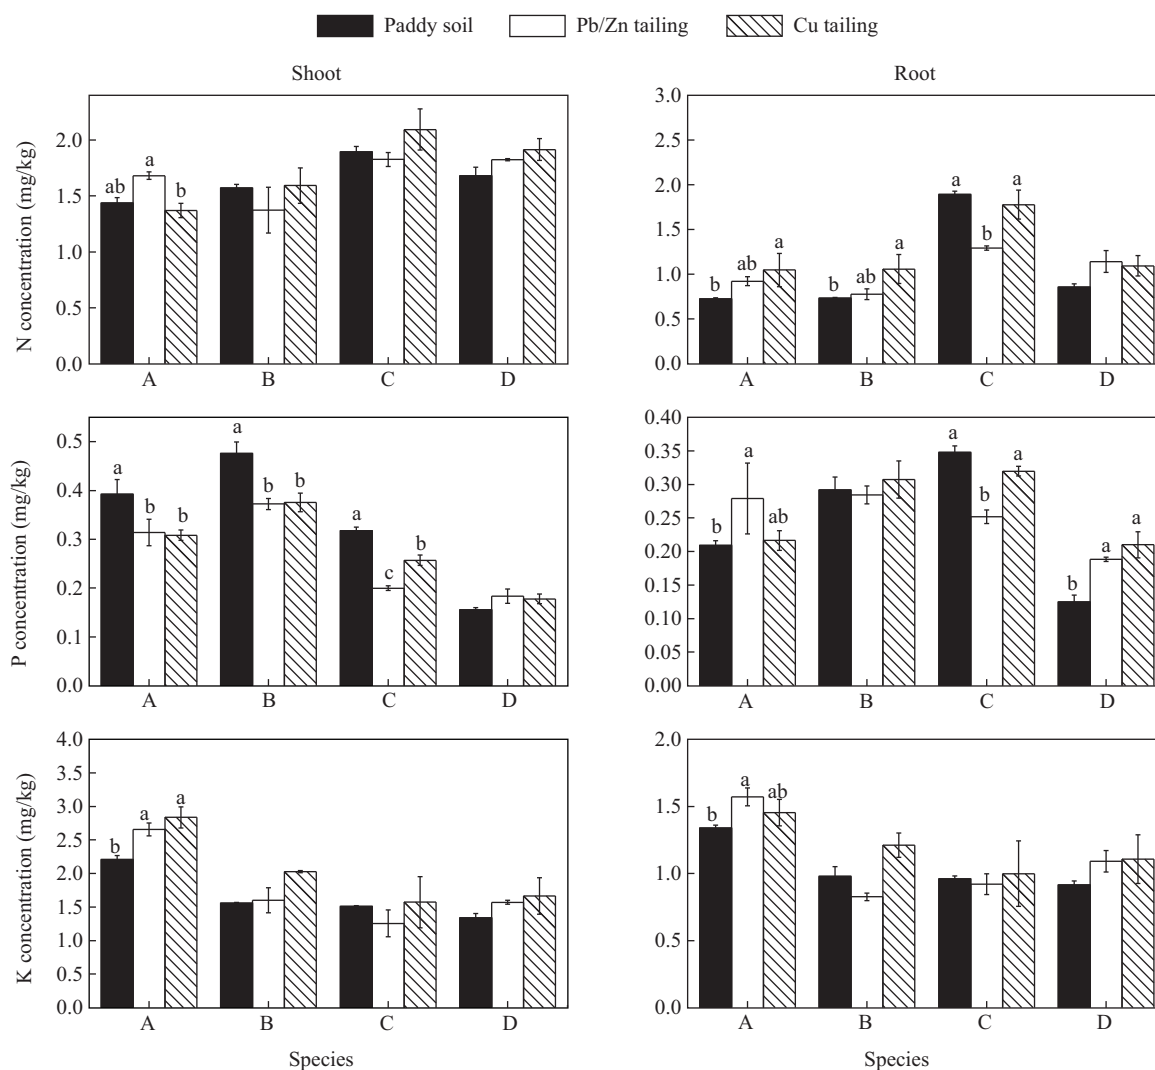 Paddy soil Pb/Zn tailing Cu tailing
Shoot Root
N concentration (mg/kg)
2.0
1.5
1.0
0.5
0.0
ab a b
A B C D
3.0
2.5
2.0
1.5
1.0
0.5
0.0
b ab a b ab a a b a
A B C D
P concentration (mg/kg)
0.5
0.4
0.3
0.2
0.1
0.0
a b b a b b a c b
A B C D
0.40
0.35
0.30
0.25
0.20
0.15
0.10
0.05
0.00
b a ab a b a b a a
A B C D
K concentration (mg/kg)
4.0
3.5
3.0
2.5
2.0
1.5
1.0
0.5
0.0
b a a
A B C D
Species
2.0
1.5
1.0
0.5
0.0
b a ab
A B C D
Species